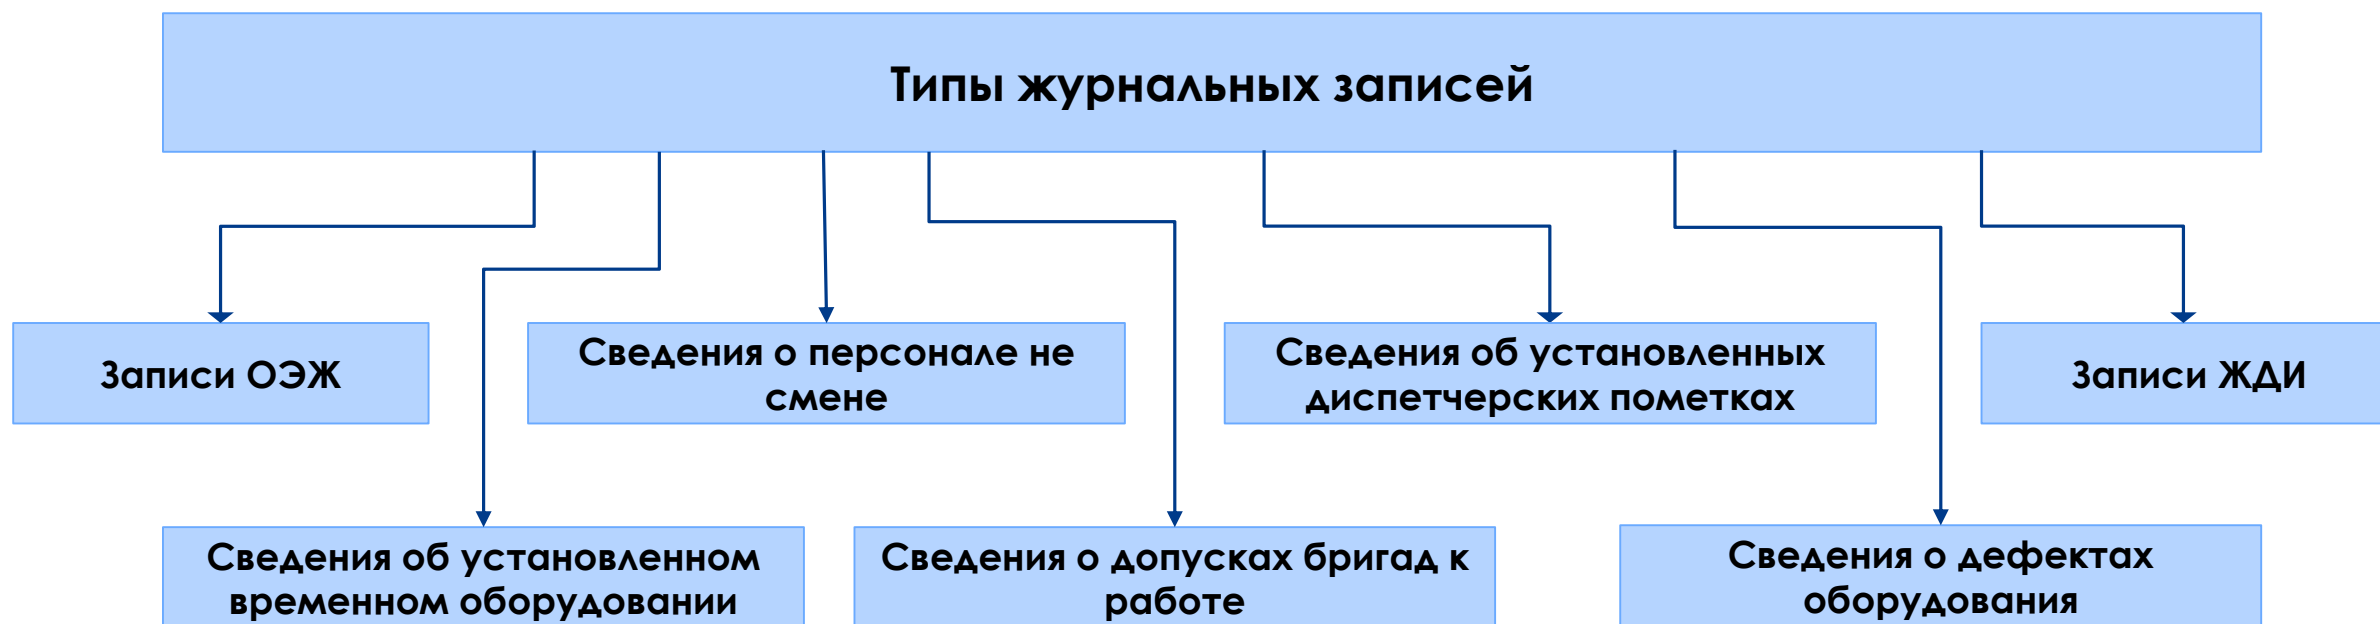 Типы журнальных записей
Записи ОЭЖ
Сведения о персонале не
смене
Сведения об установленных
диспетчерских пометках
Записи ЖДИ
Сведения об установленном
временном оборудовании
Сведения о допусках бригад к
работе
Сведения о дефектах
оборудования